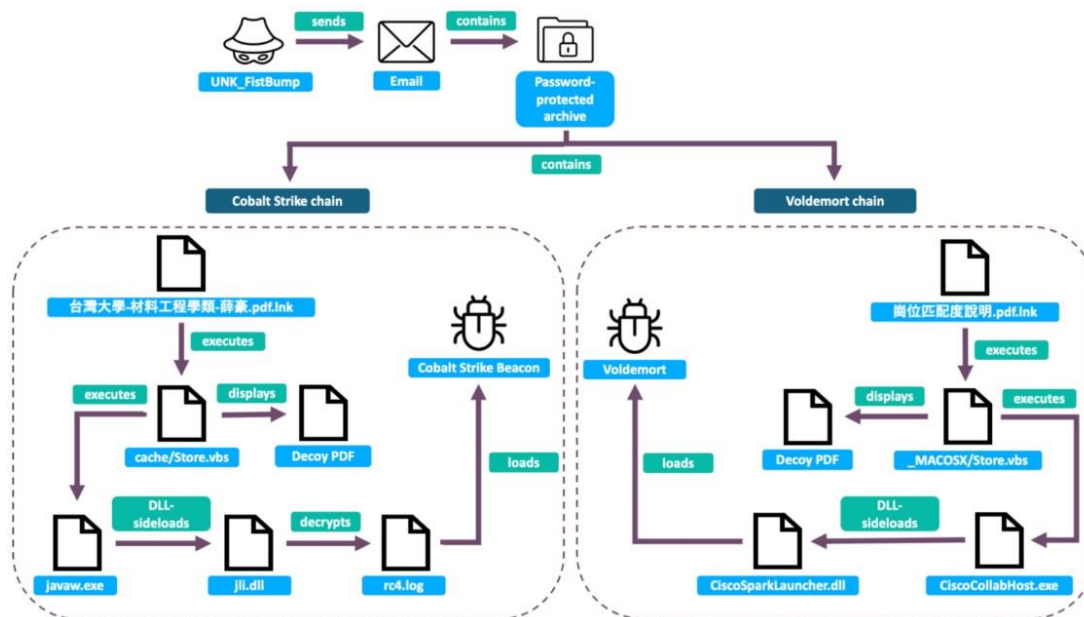 sends
contains
UNK_FistBump
Email
Password-
protected
archive
contains
Cobalt Strike chain
Voldemort chain
台灣大學-材料工程學類-薛豪.pdf.lnk
executes
executes
displays
cache/Store.vbs
Decoy PDF
Cobalt Strike Beacon
loads
DLL-
sideloads
decrypts
javaw.exe
jii.dll
rc4.log
崗位匹配度說明.pdf.lnk
executes
Voldemort
displays
executes
Decoy PDF
_MACOSX/Store.vbs
loads
DLL-
sideloads
CiscoSparkLauncher.dll
CiscoCollabHost.exe